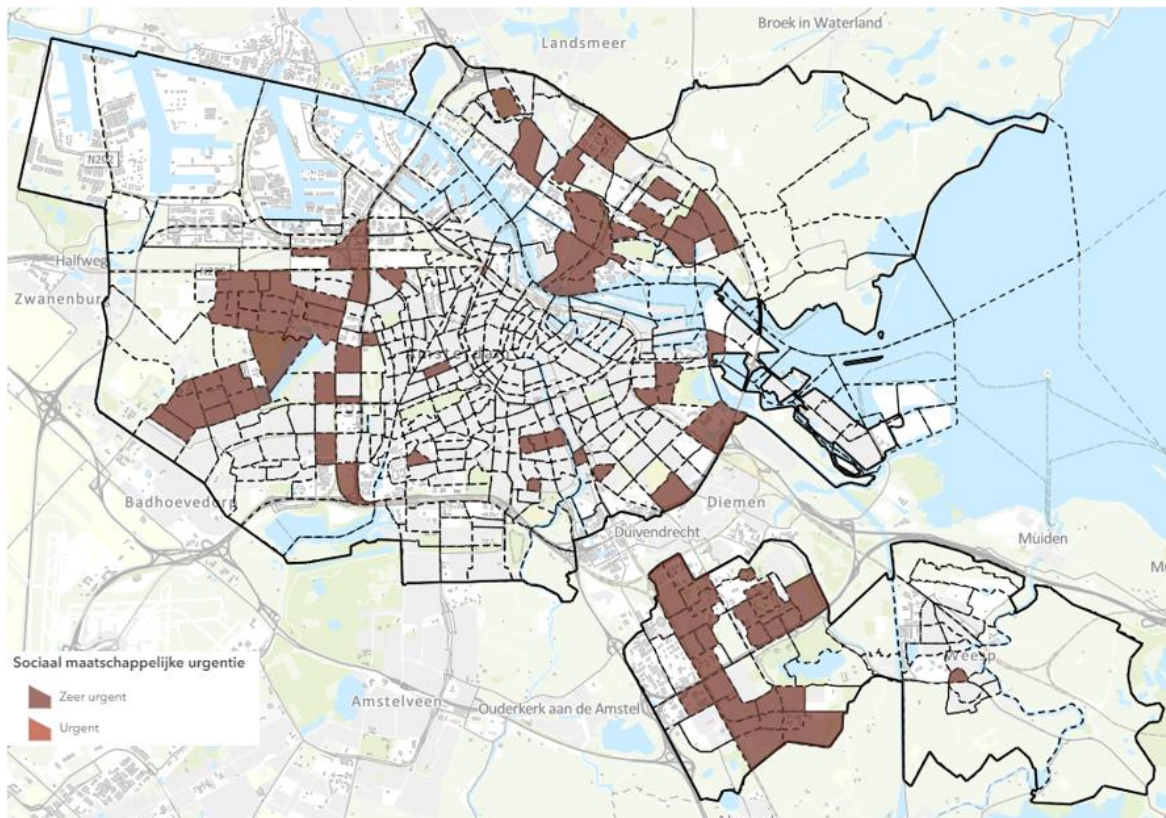 Broek in Waterland
Landsmeer
N202
Halfweg
Zwanenburg
Badhoevedorp
Diemen
Duivendrecht
Muiden
Weesp
Sociaal maatschappelijke urgentie
Zeer urgent
Urgent
Amstelveen
Ouderkerk aan de Amstel